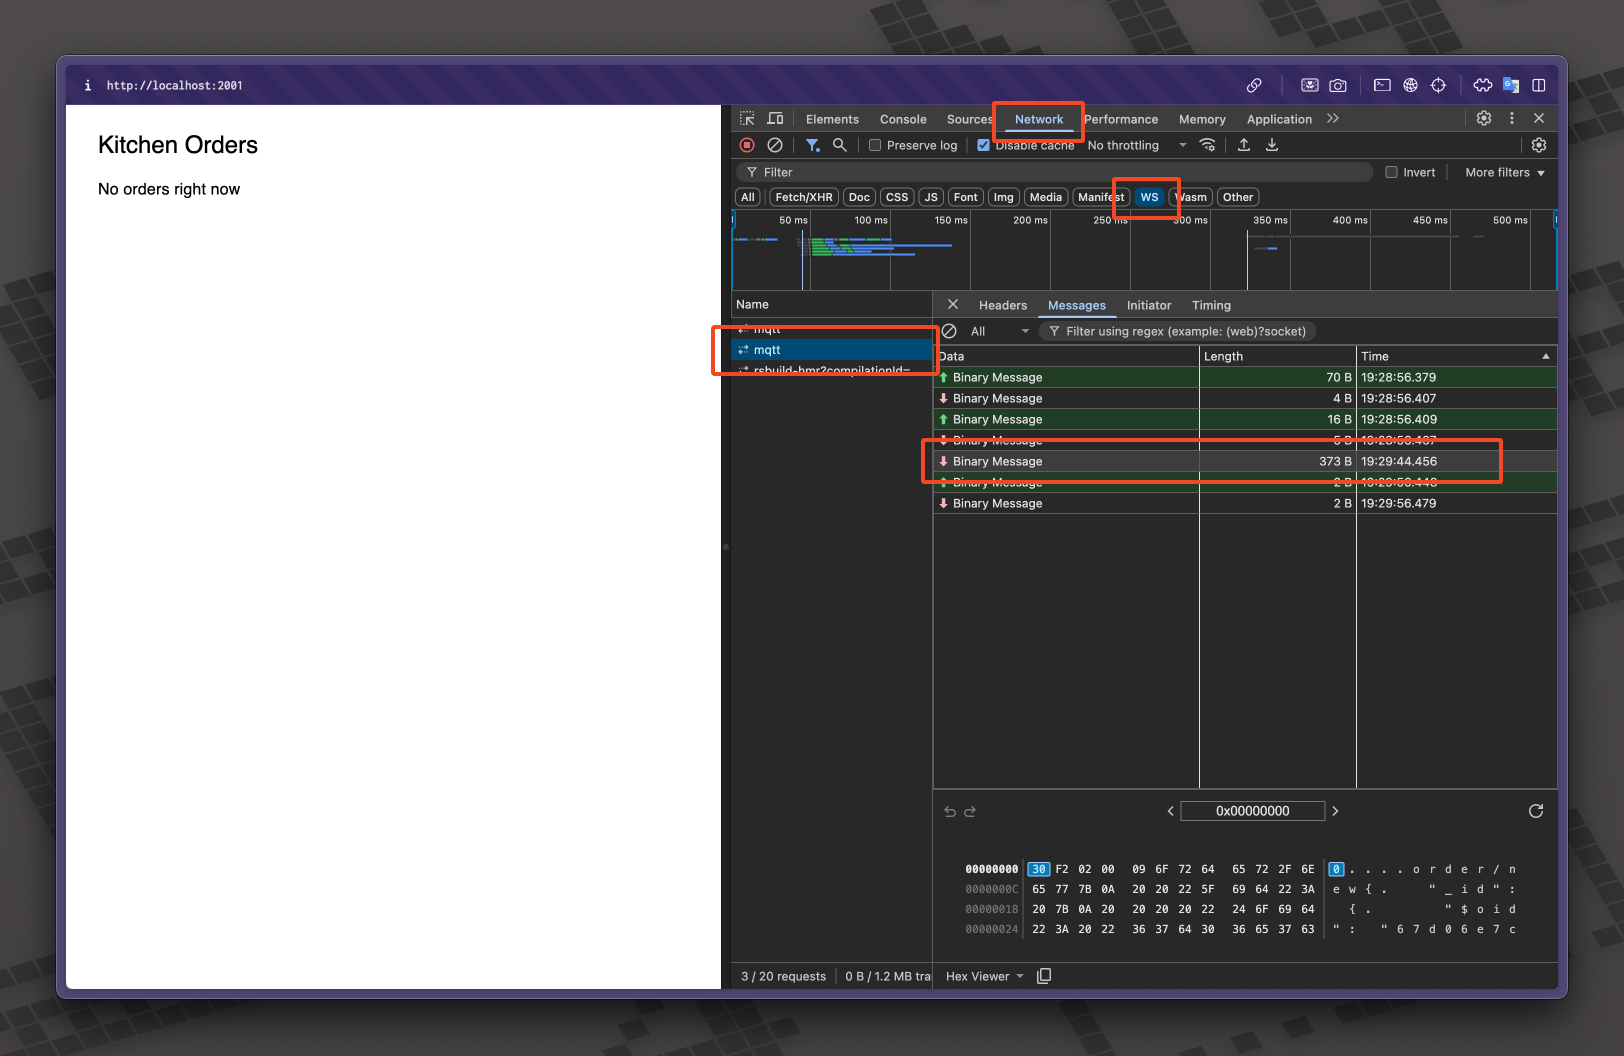 i http://localhost:2001
Kitchen Orders
No orders right now
Elements Console Sources Network Performance Memory Application
Preserve log Disable cache No throttling
Filter Invert More filters
All Fetch/XHR Doc CSS JS Font Img Media Manifest WS Wasm Other
50 ms 100 ms 150 ms 200 ms 250 ms 300 ms 350 ms 400 ms 450 ms 500 ms
Name
mqtt
mqtt
rsbuild-hmr?compilationId=
Headers Messages Initiator Timing
All Filter using regex (example: (web)?socket)
Data Length Time
Binary Message 70 B 19:28:56.379
Binary Message 4 B 19:28:56.407
Binary Message 16 B 19:28:56.409
Binary Message 5 B
Binary Message 373 B 19:29:44.456
Binary Message 2 B
Binary Message 2 B 19:29:56.479
0x00000000
00000000 30 F2 02 00 09 6F 72 64 65 72 2F 6E 0 . . . . o r d e r / n
0000000C 65 77 7B 0A 20 20 22 5F 69 64 22 3A e w { . " _ i d " :
00000018 20 7B 0A 20 20 20 20 22 24 6F 69 64 { . " $ o i d
00000024 22 3A 20 22 36 37 64 30 36 65 37 63 " : " 6 7 d 0 6 e 7 c
3 / 20 requests 0 B / 1.2 MB tra
Hex Viewer